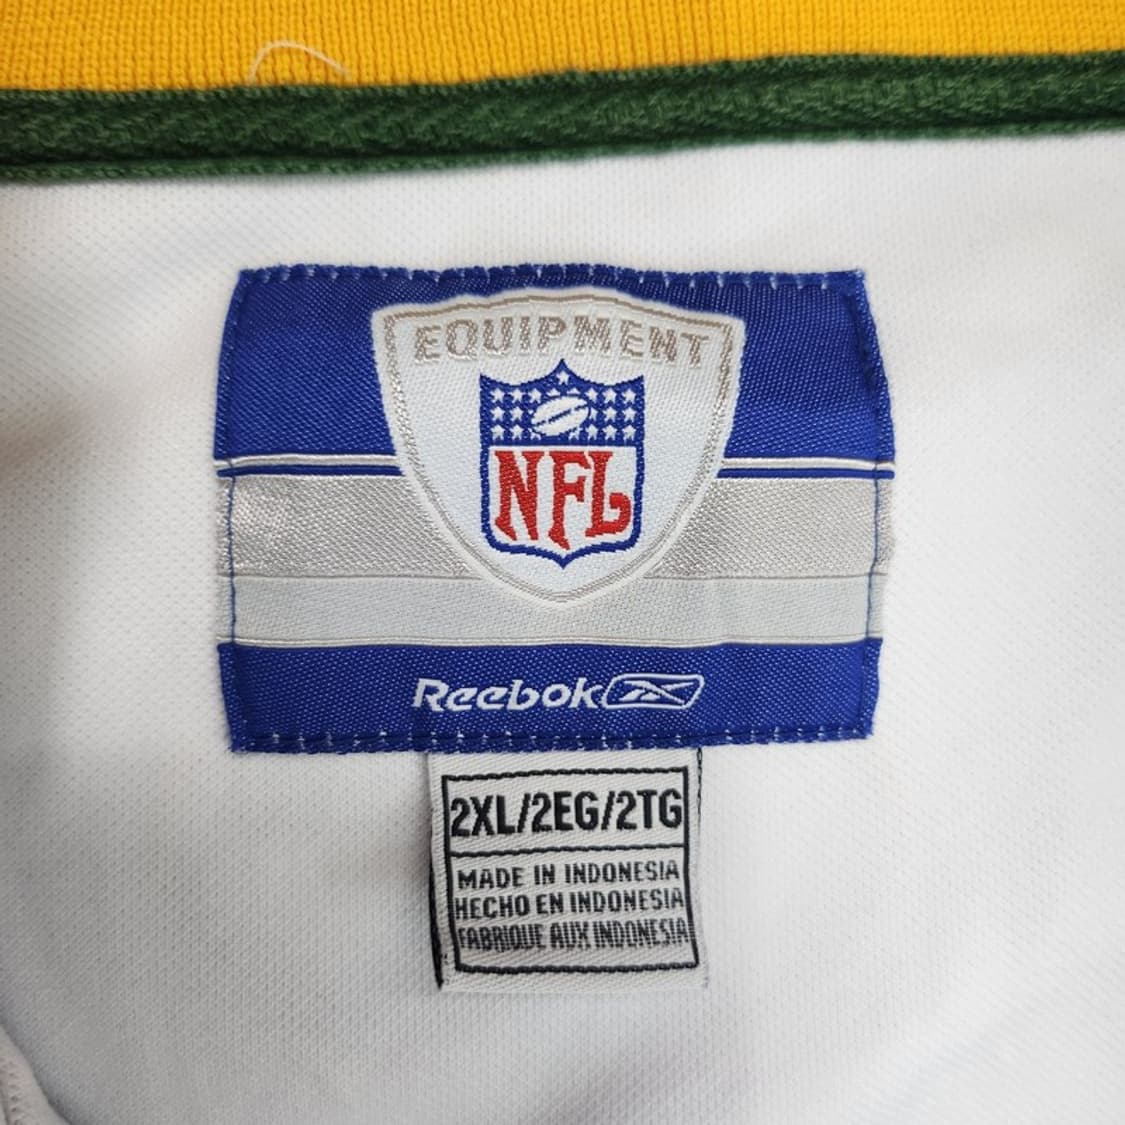 EQUIPMENT
NFL
Reebok
2XL/2EG/2TG
MADE IN INDONESIA
HECHO EN INDONESIA
FABRIQUE AUX INDONESIA